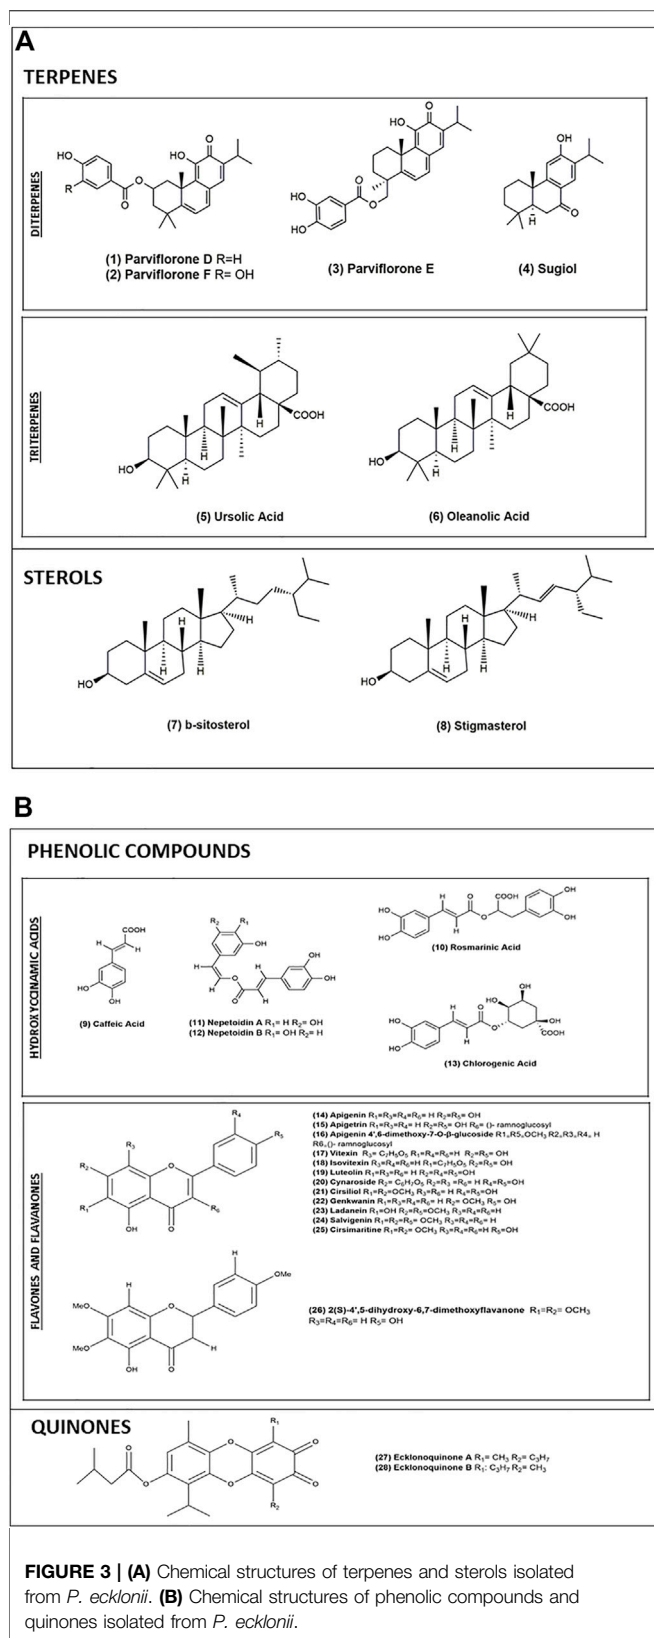 A
TERPENES
DITERPENES
(1) Parviflorone D R=H
(2) Parviflorone F R= OH
(3) Parviflorone E
(4) Sugiol
TRITERPENES
(5) Ursolic Acid
(6) Oleanolic Acid
STEROLS
(7) b-sitosterol
(8) Stigmasterol
B
PHENOLIC COMPOUNDS
HYDROXYCINAMIC ACIDS
(9) Caffeic Acid
(11) Nepetoidin A R₁= H R₂= OH
(12) Nepetoidin B R₁= OH R₂= H
(10) Rosmarinic Acid
(13) Chlorogenic Acid
FLAVONES AND FLAVANONES
(14) Apigenin R₁=R₃=R₄=R₆= H R₂=R₅= OH
(15) Apigetrin R₁=R₃=R₄= H R₂=R₅= OH R₆= ()- ramnoglucosyl
(16) Apigenin 4',6-dimethoxy-7-O-β-glucoside R1=R5=OCH3 R2=R3=R4= H
R6=()- ramnoglucosyl
(17) Vitexin R₃= C₇H₅O₅ R₁=R₄=R₆=H R₂=R₅= OH
(18) Isovitexin R₃=R₄=R₆=H R₁=C₇H₅O₅ R₂=R₅= OH
(19) Luteolin R₁=R₃=R₆= H R₂=R₄=R₅=OH
(20) Cynaroside R₂= C₆H₇O₅ R₂=R₃ =R₆= H R₄=R₅=OH
(21) Cirsiliol R₁=R₂=OCH₃ R₃=R₆= H R₄=R₅=OH
(22) Genkwanin R₁=R₃=R₄=R₆= H R₂= OCH₃ R₅= OH
(23) Ladanein R₁=OH R₂=R₅=OCH₃ R₃=R₄=R₆=H
(24) Salvigenin R₁=R₂=R₅= OCH₃ R₃=R₄=R₆= H
(25) Cirsimaritine R₁=R₂= OCH₃ R₃=R₄=R₆=H R₅=OH
(26) 2(S)-4',5-dihydroxy-6,7-dimethoxyflavanone R₁=R₂= OCH₃
R₃=R₄=R₆= H R₅= OH
QUINONES
(27) Ecklonoquinone A R₁= CH₃ R₂= C₃H₇
(28) Ecklonoquinone B R₁: C₃H₇ R₂= CH₃
FIGURE 3 | (A) Chemical structures of terpenes and sterols isolated
from P. ecklonii. (B) Chemical structures of phenolic compounds and
quinones isolated from P. ecklonii.